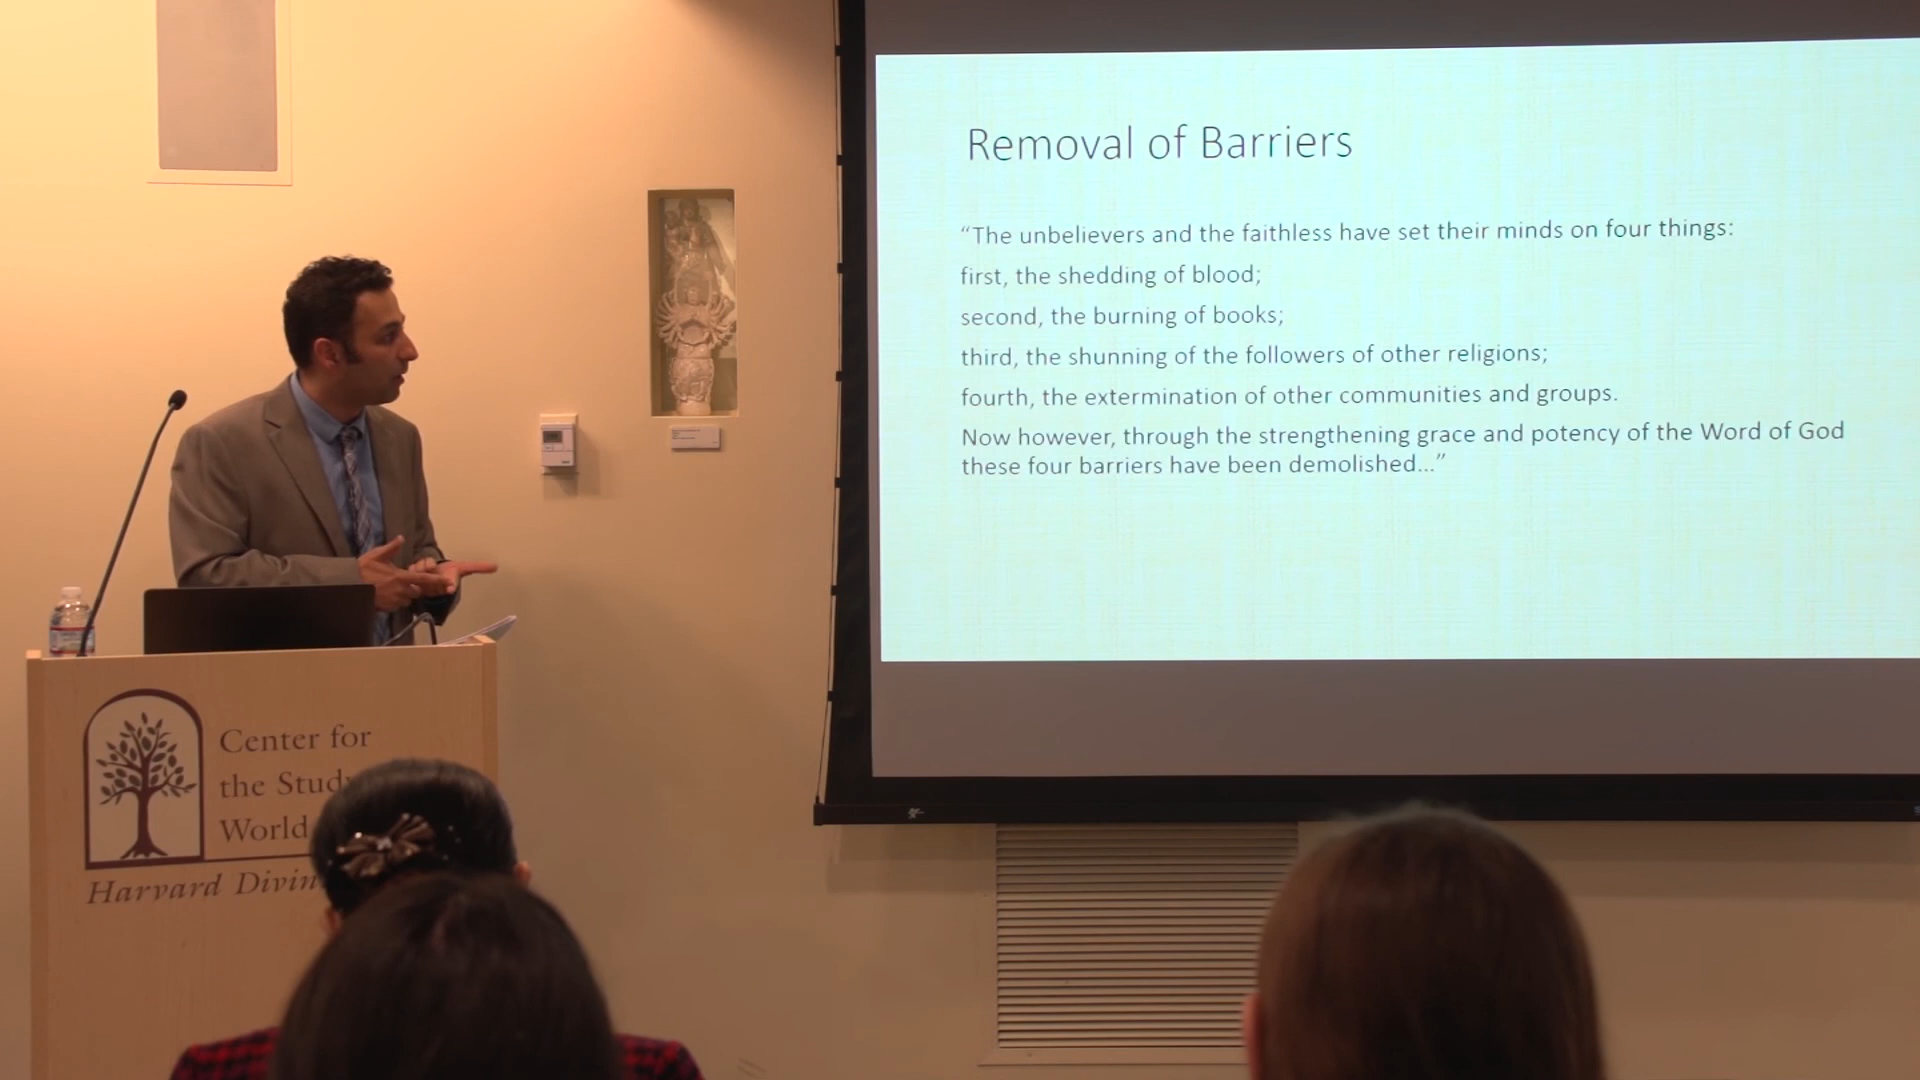 Removal of Barriers
“The unbelievers and the faithless have set their minds on four things:
first, the shedding of blood;
second, the burning of books;
third, the shunning of the followers of other religions;
fourth, the extermination of other communities and groups.
Now however, through the strengthening grace and potency of the Word of God
these four barriers have been demolished...”
Center for
the Study
World
Harvard Divin